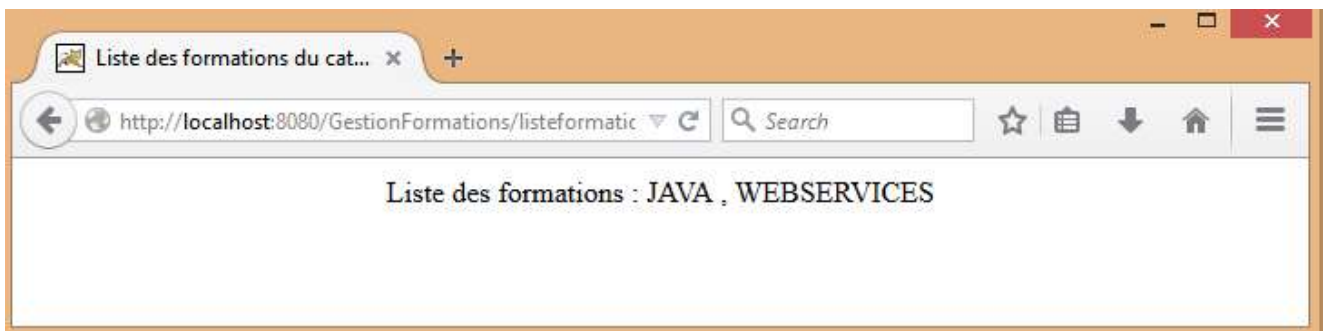 Liste des formations du cat...
http://localhost:8080/GestionFormations/listeformatic
Search
Liste des formations : JAVA , WEBSERVICES